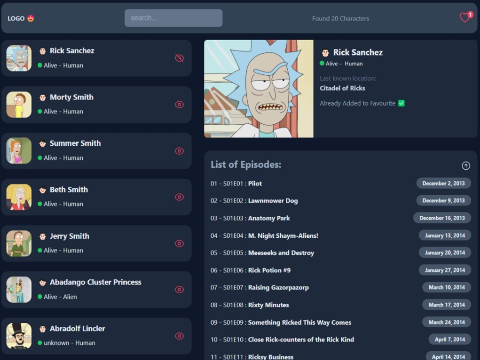 LOGO
search...
Found 20 Characters
1
Rick Sanchez
Alive - Human
Morty Smith
Alive - Human
Summer Smith
Alive - Human
Beth Smith
Alive - Human
Jerry Smith
Alive - Human
Abadango Cluster Princess
Alive - Alien
Abradolf Lincler
unknown - Human
Rick Sanchez
Alive - Human
Last known location:
Citadel of Ricks
Already Added to Favourite ✅
List of Episodes:
01 - S01E01 : Pilot December 2, 2013
02 - S01E02 : Lawnmower Dog December 9, 2013
03 - S01E03 : Anatomy Park December 16, 2013
04 - S01E04 : M. Night Shaym-Aliens! January 13, 2014
05 - S01E05 : Meeseeks and Destroy January 20, 2014
06 - S01E06 : Rick Potion #9 January 27, 2014
07 - S01E07 : Raising Gazorpazorp March 10, 2014
08 - S01E08 : Rixty Minutes March 17, 2014
09 - S01E09 : Something Ricked This Way Comes March 24, 2014
10 - S01E10 : Close Rick-counters of the Rick Kind April 7, 2014
11 - S01E11 : Ricksy Business April 14, 2014